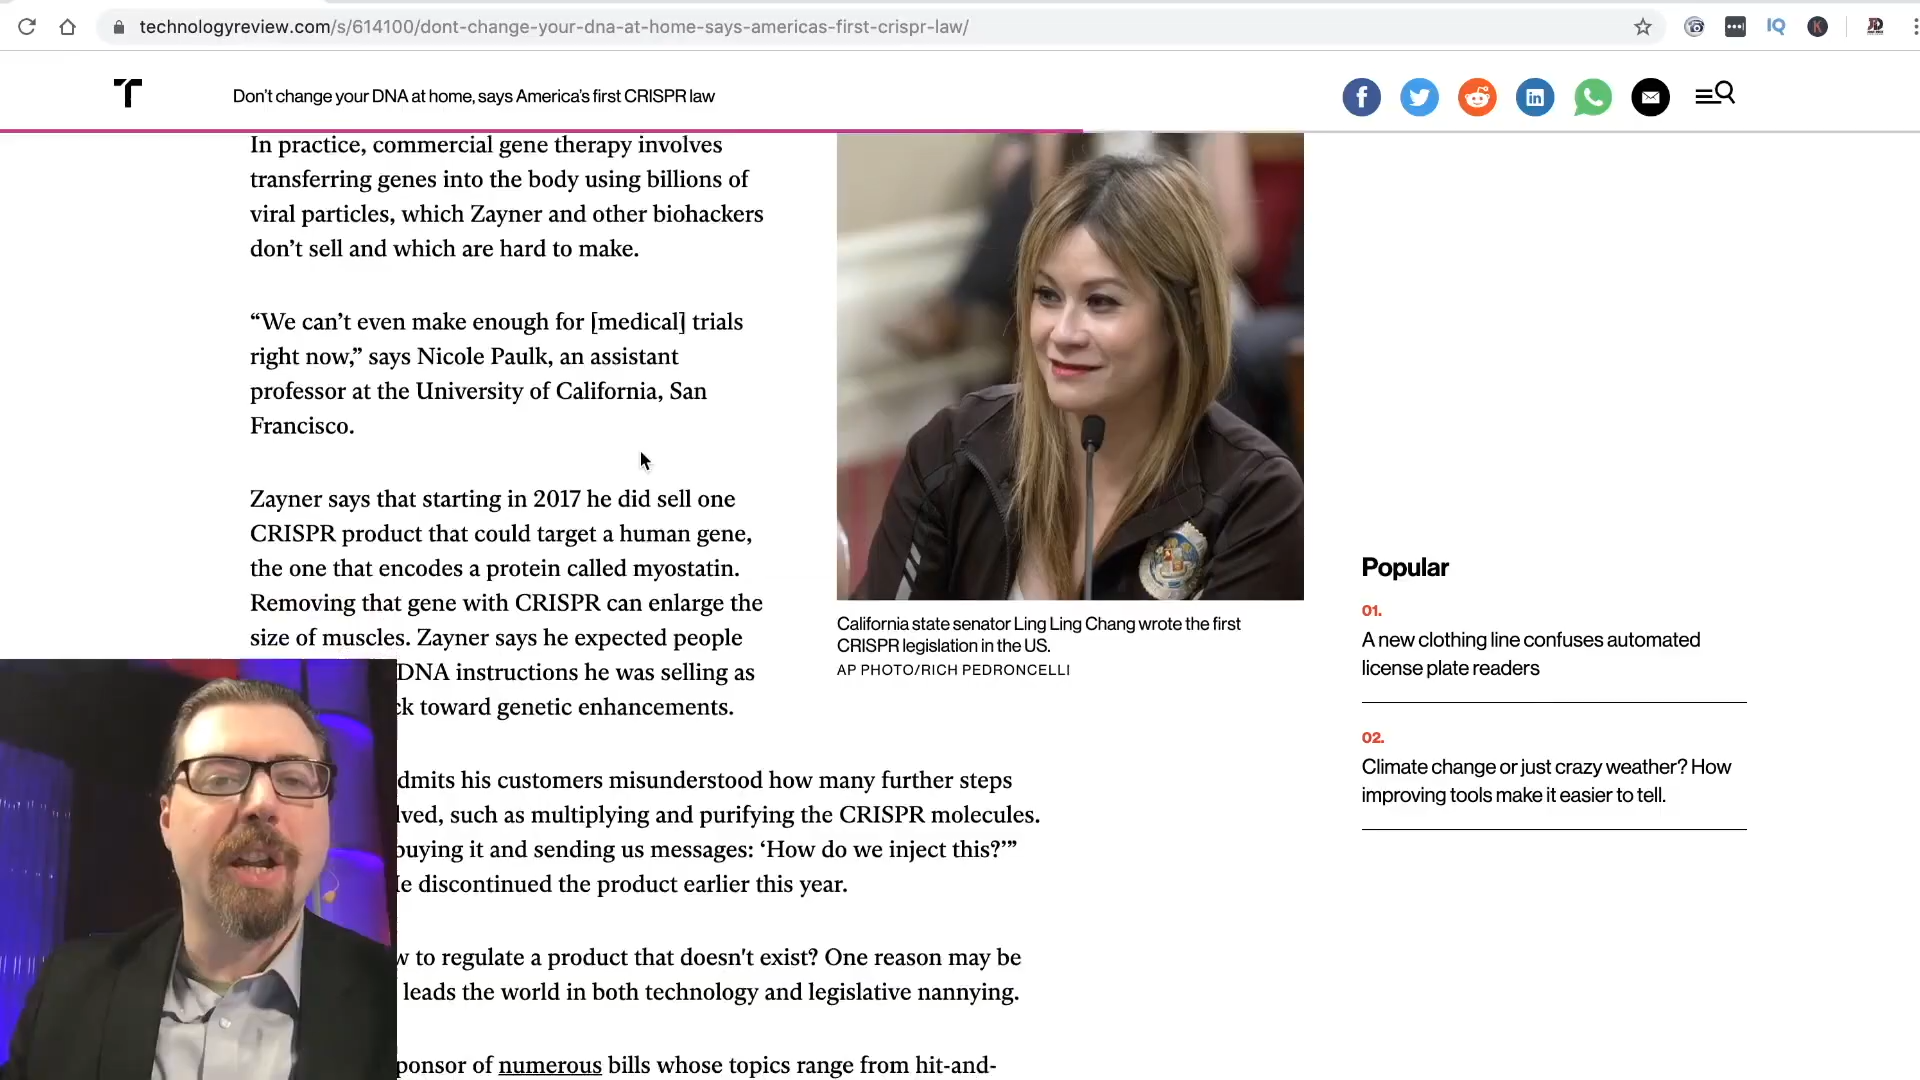 technologyreview.com/s/614100/dont-change-your-dna-at-home-says-americas-first-crispr-law/
IQ
K
Don't change your DNA at home, says America's first CRISPR law
In practice, commercial gene therapy involves
transferring genes into the body using billions of
viral particles, which Zayner and other biohackers
don't sell and which are hard to make.
“We can't even make enough for [medical] trials
right now,” says Nicole Paulk, an assistant
professor at the University of California, San
Francisco.
Zayner says that starting in 2017 he did sell one
CRISPR product that could target a human gene,
the one that encodes a protein called myostatin.
Removing that gene with CRISPR can enlarge the
size of muscles. Zayner says he expected people
DNA instructions he was selling as
ck toward genetic enhancements.
dmits his customers misunderstood how many further steps
lved, such as multiplying and purifying the CRISPR molecules.
buying it and sending us messages: ‘How do we inject this?’”
He discontinued the product earlier this year.
w to regulate a product that doesn't exist? One reason may be
leads the world in both technology and legislative nannying.
ponsor of numerous bills whose topics range from hit-and-
California state senator Ling Ling Chang wrote the first
CRISPR legislation in the US.
AP PHOTO/RICH PEDRONCELLI
Popular
01.
A new clothing line confuses automated
license plate readers
02.
Climate change or just crazy weather? How
improving tools make it easier to tell.